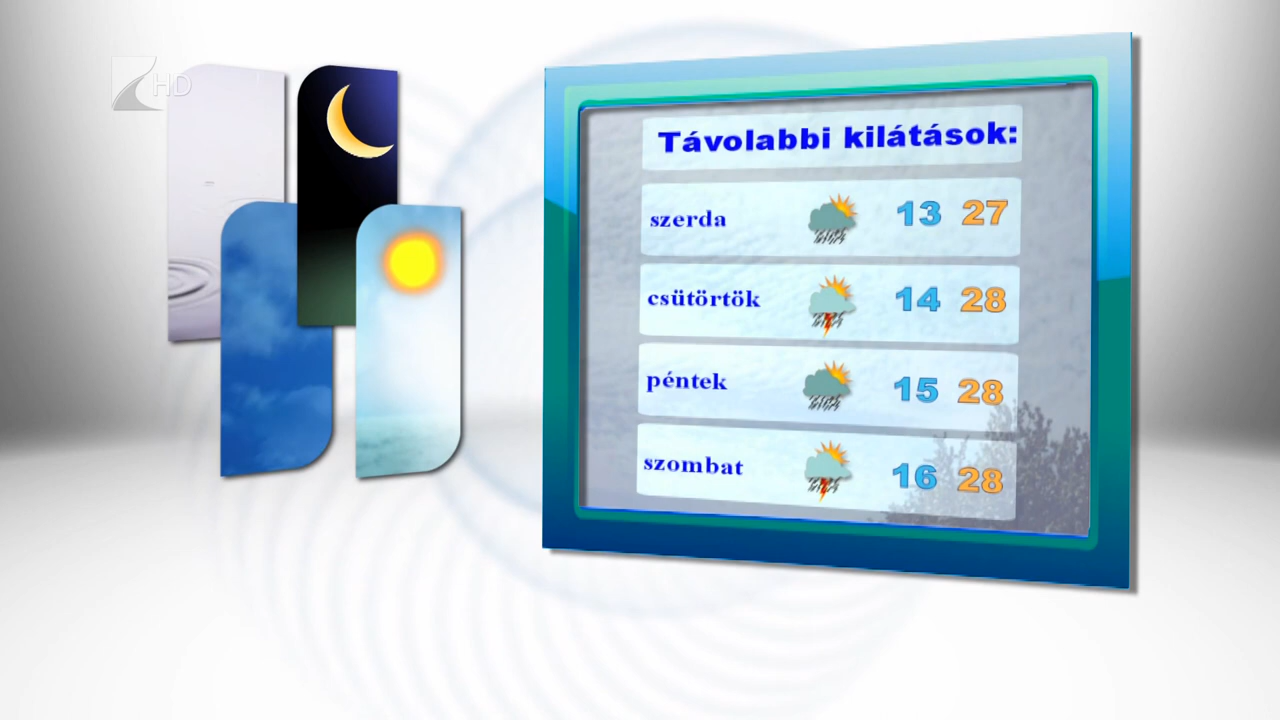 HD
Távolabbi kilátások:
szerda 13 27
csütörtök 14 28
péntek 15 28
szombat 16 28